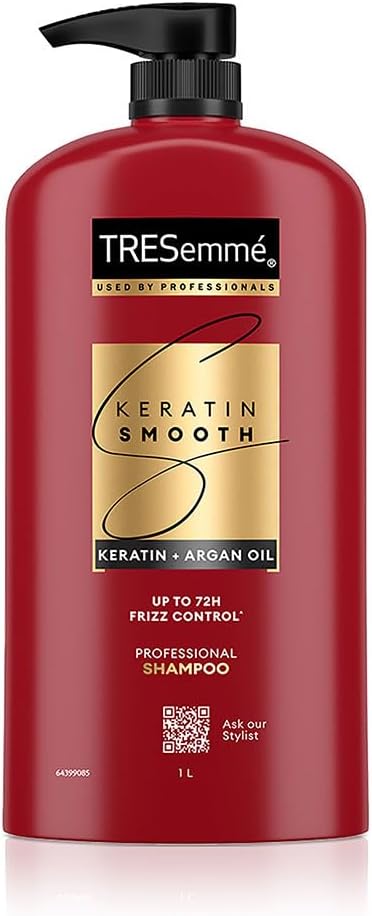 TRESemmé®
USED BY PROFESSIONALS
KERATIN
SMOOTH
KERATIN + ARGAN OIL
UP TO 72H
FRIZZ CONTROL^
PROFESSIONAL
SHAMPOO
Ask our
Stylist
64399085
1 L